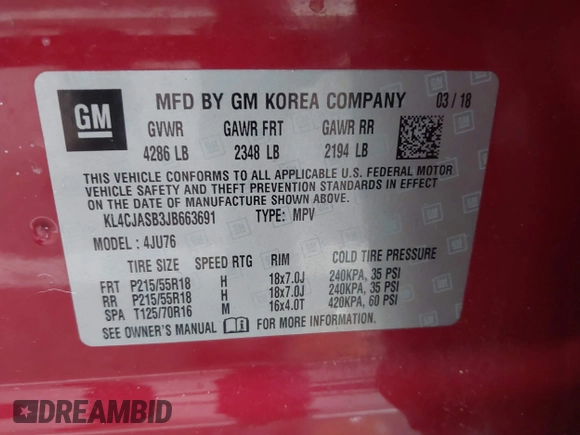 GM
MFD BY GM KOREA COMPANY 03/18
GVWR GAWR FRT GAWR RR
4286 LB 2348 LB 2194 LB
THIS VEHICLE CONFORMS TO ALL APPLICABLE U.S. FEDERAL MOTOR
VEHICLE SAFETY AND THEFT PREVENTION STANDARDS IN EFFECT
ON THE DATE OF MANUFACTURE SHOWN ABOVE.
KL4CJASB3JB663691 TYPE: MPV
MODEL: 4JU76
TIRE SIZE SPEED RTG RIM COLD TIRE PRESSURE
FRT P215/55R18 H 18x7.0J 240KPA, 35 PSI
RR P215/55R18 H 18x7.0J 240KPA, 35 PSI
SPA T125/70R16 M 16x4.0T 420KPA, 60 PSI
SEE OWNER'S MANUAL FOR MORE INFORMATION.
DREAMBID